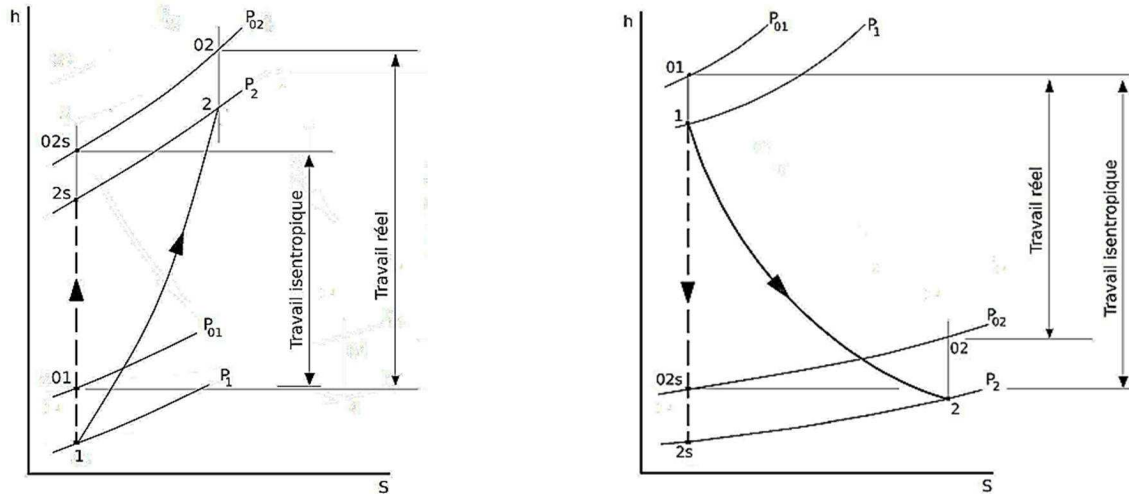 h
P02
02
P2
2
02s
2s
Travail isentropique
Travail réel
P01
01
P1
1
S
h
P01
P1
01
1
Travail réel
Travail isentropique
P02
02
02s
P2
2
2s
S